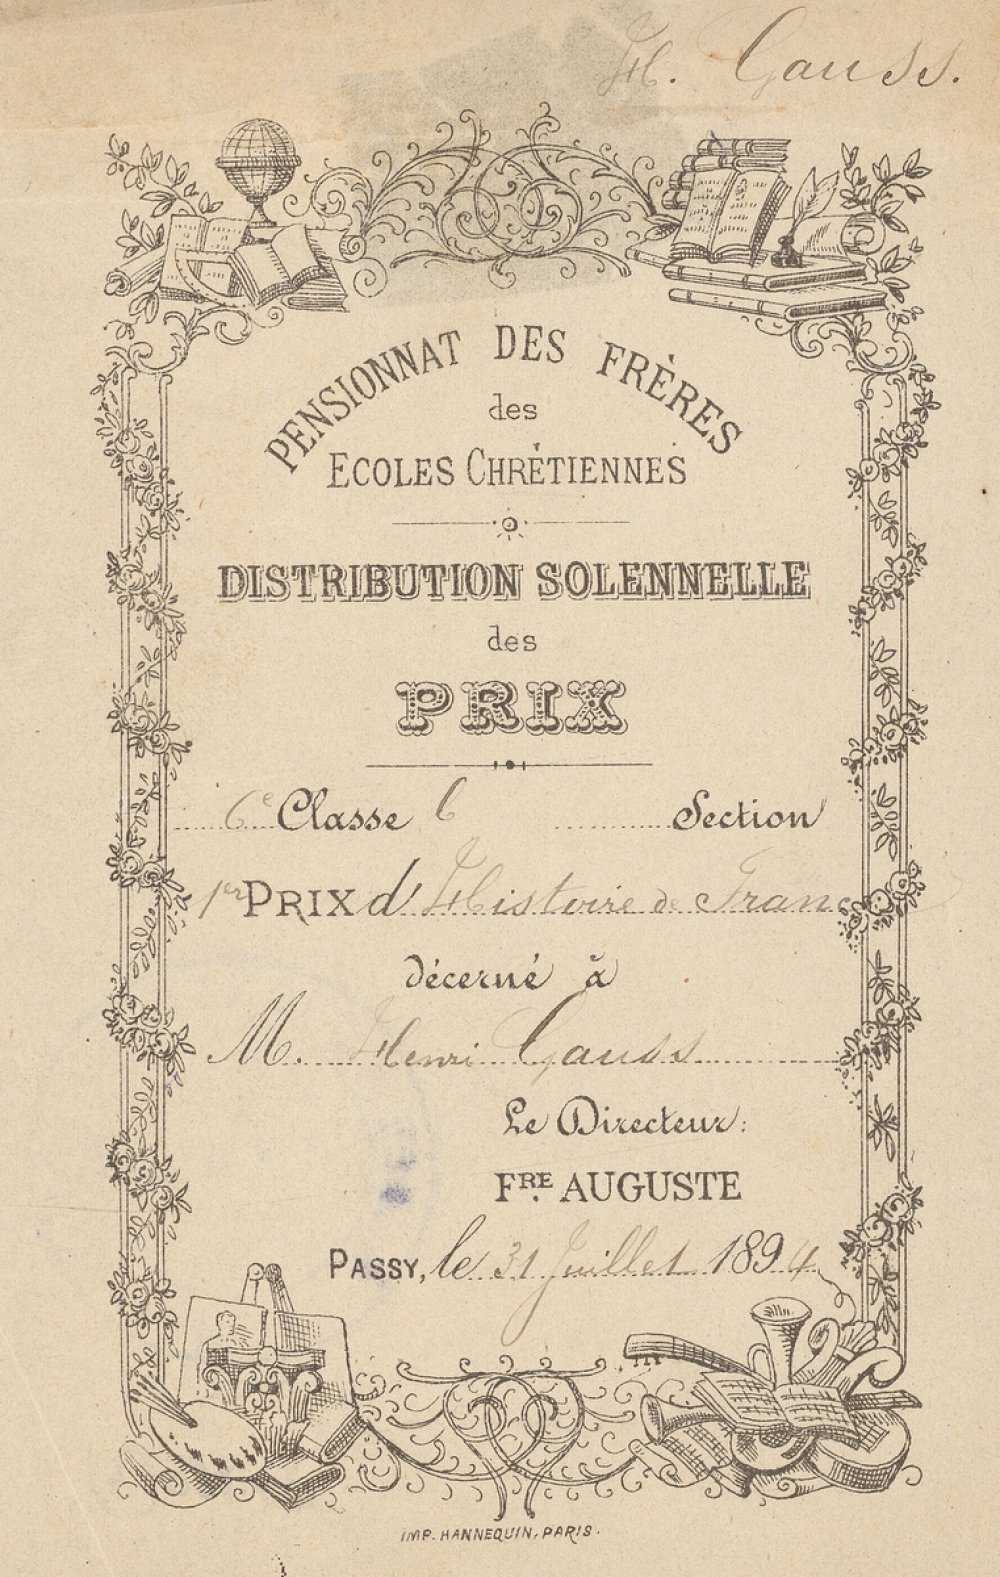 H. Gauss.
PENSIONNAT DES FRÈRES
des
ECOLES CHRÉTIENNES
DISTRIBUTION SOLENNELLE
des
PRIX
6e Classe 6 Section
1er PRIX d'Histoire de France
décerné à
M. Henri Gauss
Le Directeur:
FRE. AUGUSTE
PASSY, le 31 Juillet 1894
IMP. HANNEQUIN, PARIS.